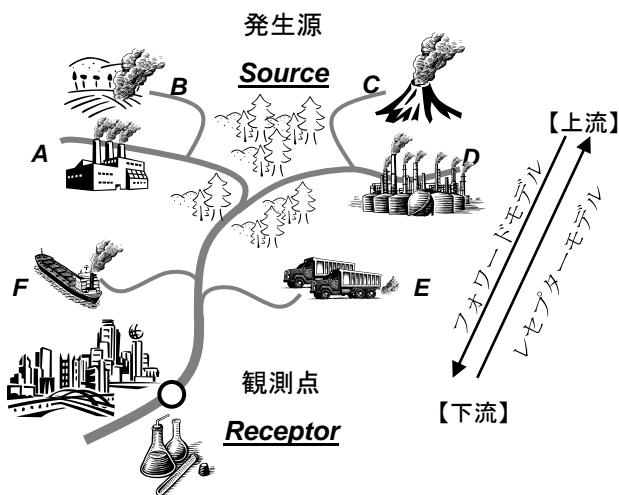 発生源
Source
B
C
A
D
【上流】
フォワードモデル
レセプターモデル
F
E
観測点
Receptor
【下流】